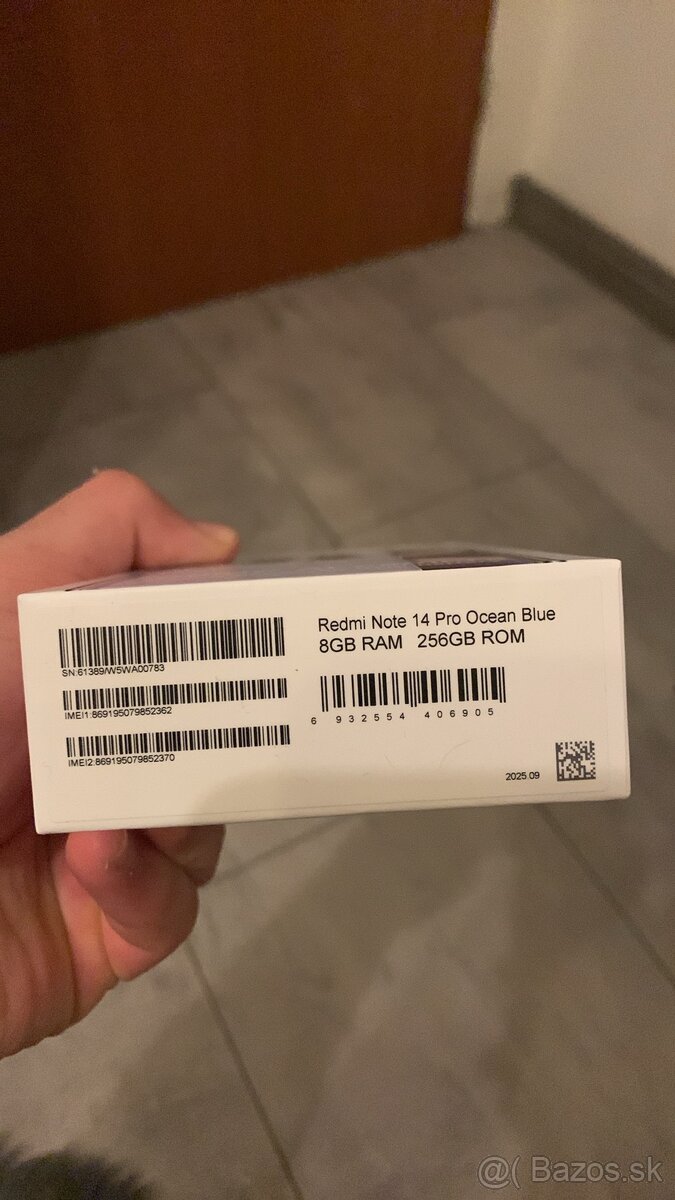 SN:61389/W5WA00783
IMEI1:869195079852362
IMEI2:869195079852370
Redmi Note 14 Pro Ocean Blue
8GB RAM 256GB ROM
6 932554 406905
2025.09
@( Bazos.sk